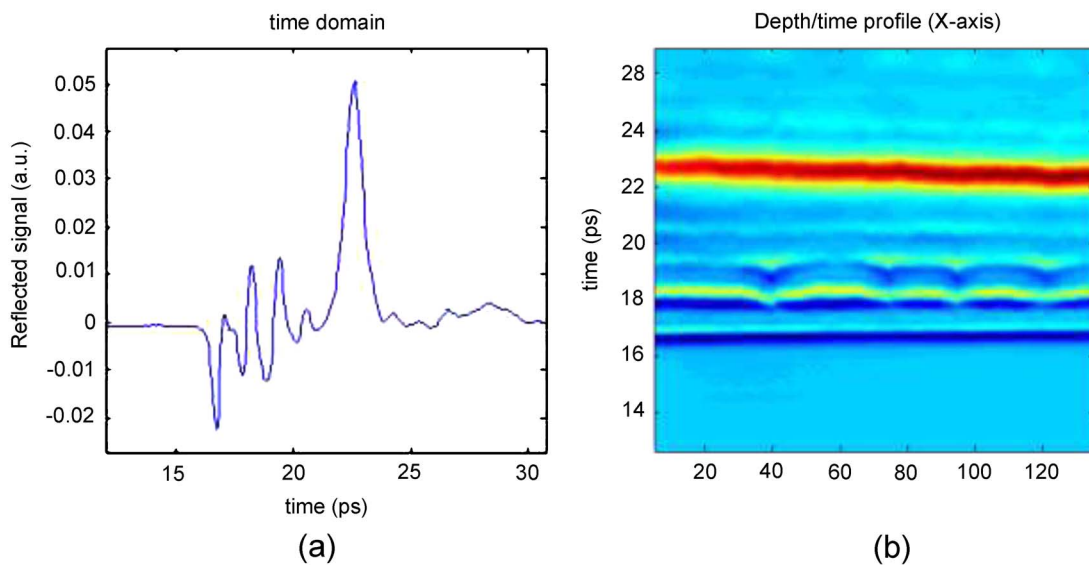 time domain
Reflected signal (a.u.)
0.05
0.04
0.03
0.02
0.01
0
-0.01
-0.02
15 20 25 30
time (ps)
(a)
Depth/time profile (X-axis)
time (ps)
28
24
22
20
18
16
14
20 40 60 80 100 120
(b)